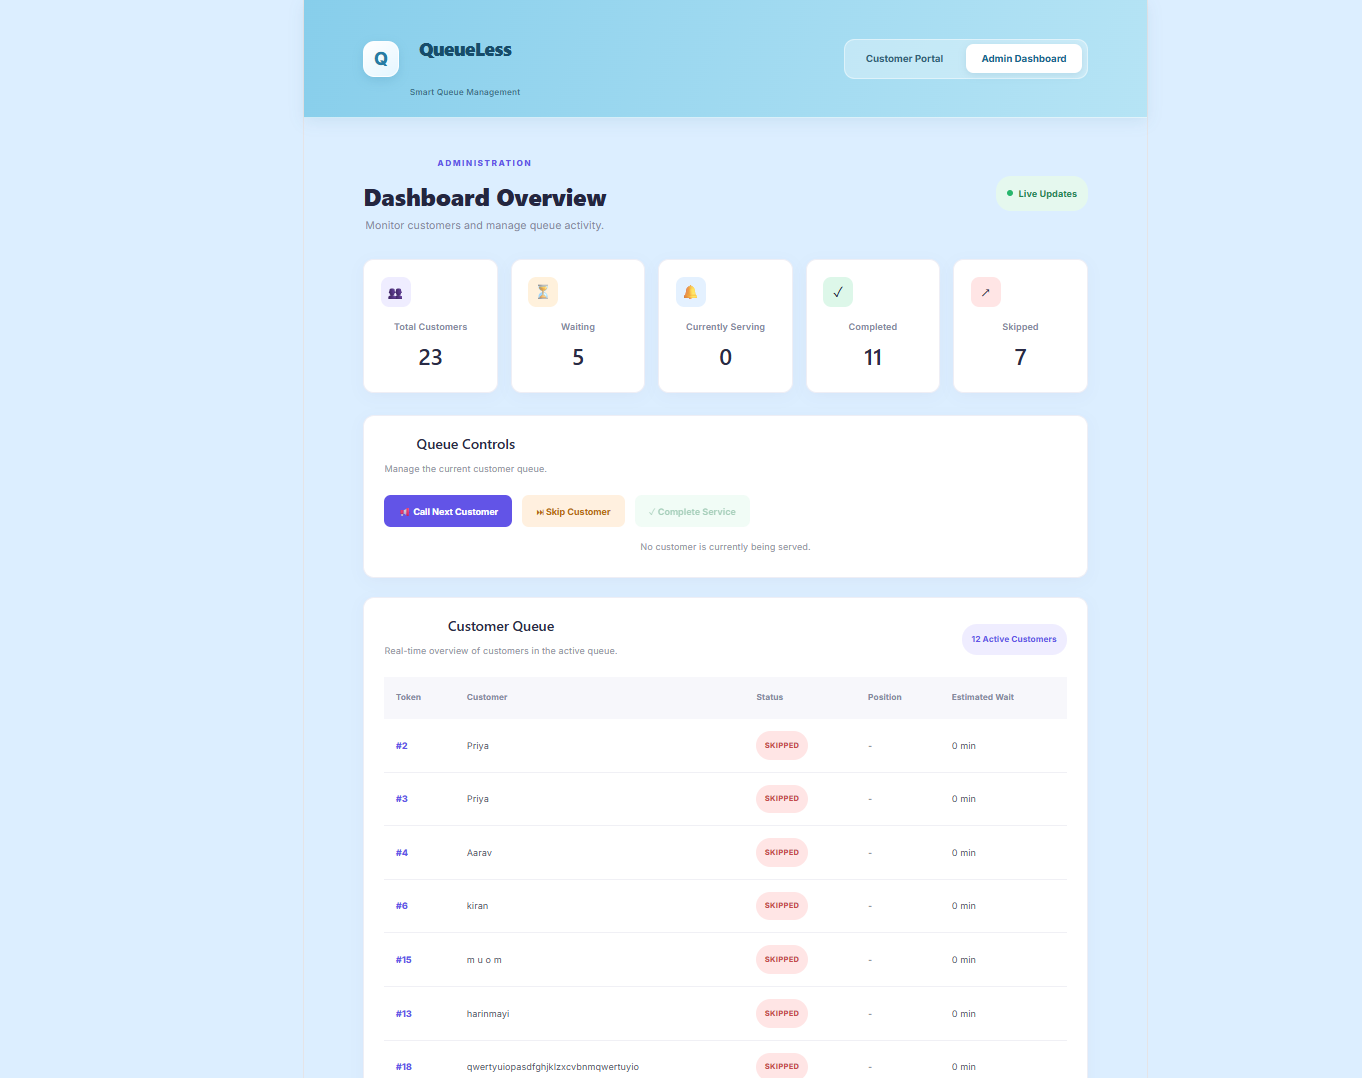 Q
QueueLess
Smart Queue Management
Customer Portal
Admin Dashboard
ADMINISTRATION
Dashboard Overview
Monitor customers and manage queue activity.
Live Updates
Total Customers
23
Waiting
5
Currently Serving
0
Completed
11
Skipped
7
Queue Controls
Manage the current customer queue.
Call Next Customer
Skip Customer
✓ Complete Service
No customer is currently being served.
Customer Queue
Real-time overview of customers in the active queue.
12 Active Customers
Token Customer Status Position Estimated Wait
#2 Priya SKIPPED - 0 min
#3 Priya SKIPPED - 0 min
#4 Aarav SKIPPED - 0 min
#6 kiran SKIPPED - 0 min
#15 m u o m SKIPPED - 0 min
#13 harinmayi SKIPPED - 0 min
#18 qwertyuiopasdfghjklzxcvbnmqwertuyio SKIPPED - 0 min